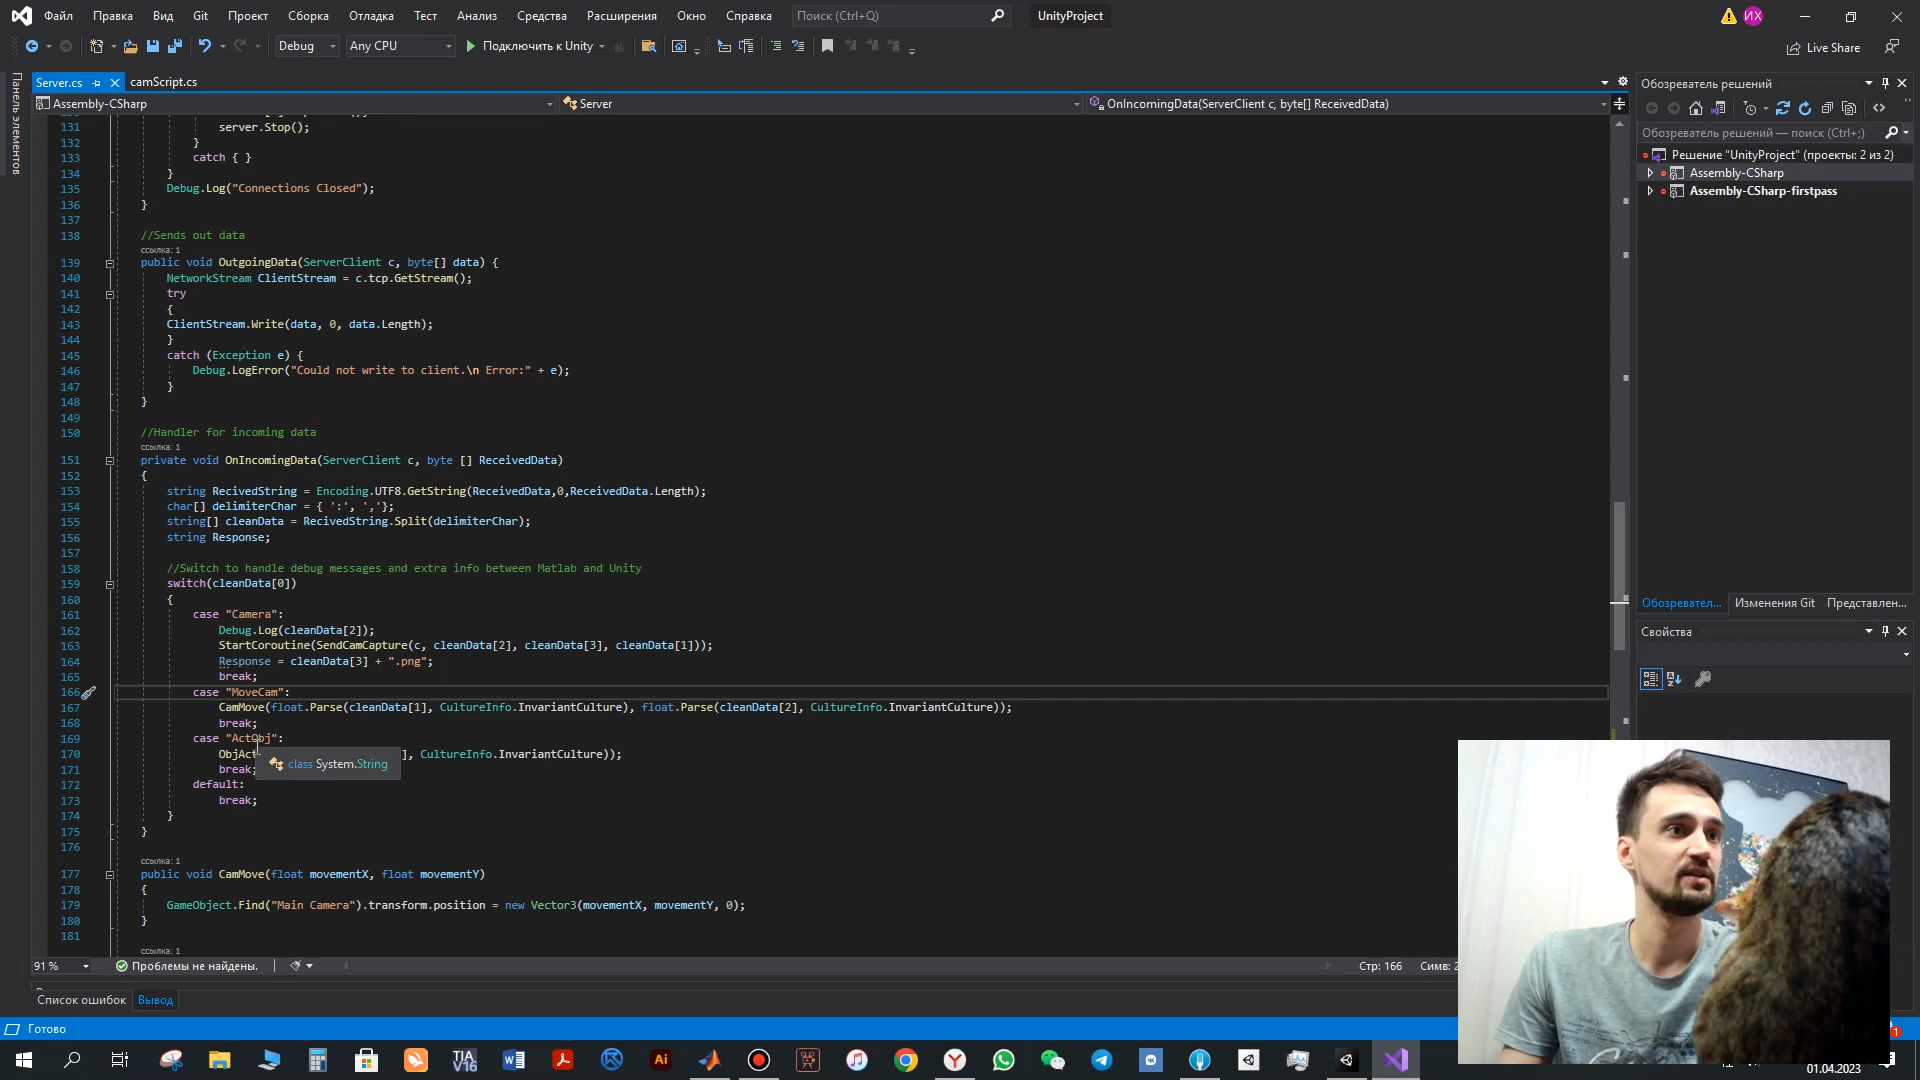 Файл Правка Вид Git Проект Сборка Отладка Тест Анализ Средства Расширения Окно Справка Поиск (Ctrl+Q) UnityProject ИХ
Debug Any CPU Подключить к Unity Live Share
Панель элементов
Server.cs camScript.cs
Assembly-CSharp Server OnIncomingData(ServerClient c, byte[] ReceivedData)
131 server.Stop();
132 }
133 catch { }
134 }
135 Debug.Log("Connections Closed");
136 }
137
138 //Sends out data
ссылка: 1
139 public void OutgoingData(ServerClient c, byte[] data) {
140 NetworkStream ClientStream = c.tcp.GetStream();
141 try
142 {
143 ClientStream.Write(data, 0, data.Length);
144 }
145 catch (Exception e) {
146 Debug.LogError("Could not write to client.\n Error:" + e);
147 }
148 }
149
150 //Handler for incoming data
ссылка: 1
151 private void OnIncomingData(ServerClient c, byte [] ReceivedData)
152 {
153 string RecivedString = Encoding.UTF8.GetString(ReceivedData,0,ReceivedData.Length);
154 char[] delimiterChar = { ':', ','};
155 string[] cleanData = RecivedString.Split(delimiterChar);
156 string Response;
157
158 //Switch to handle debug messages and extra info between Matlab and Unity
159 switch(cleanData[0])
160 {
161 case "Camera":
162 Debug.Log(cleanData[2]);
163 StartCoroutine(SendCamCapture(c, cleanData[2], cleanData[3], cleanData[1]));
164 Response = cleanData[3] + ".png";
165 break;
166 case "MoveCam":
167 CamMove(float.Parse(cleanData[1], CultureInfo.InvariantCulture), float.Parse(cleanData[2], CultureInfo.InvariantCulture));
168 break;
169 case "ActObj":
170 ObjAct ], CultureInfo.InvariantCulture));
class System.String
171 break;
172 default:
173 break;
174 }
175 }
176
ссылка: 1
177 public void CamMove(float movementX, float movementY)
178 {
179 GameObject.Find("Main Camera").transform.position = new Vector3(movementX, movementY, 0);
180 }
181
ссылка: 1
91 % Проблемы не найдены. Стр: 166 Симв: 2
Список ошибок Вывод
Готово
Обозреватель решений
Обозреватель решений — поиск (Ctrl+;)
Решение "UnityProject" (проекты: 2 из 2)
Assembly-CSharp
Assembly-CSharp-firstpass
Обозревател... Изменения Git Представлен...
Свойства
TIA V16 Ai
01.04.2023